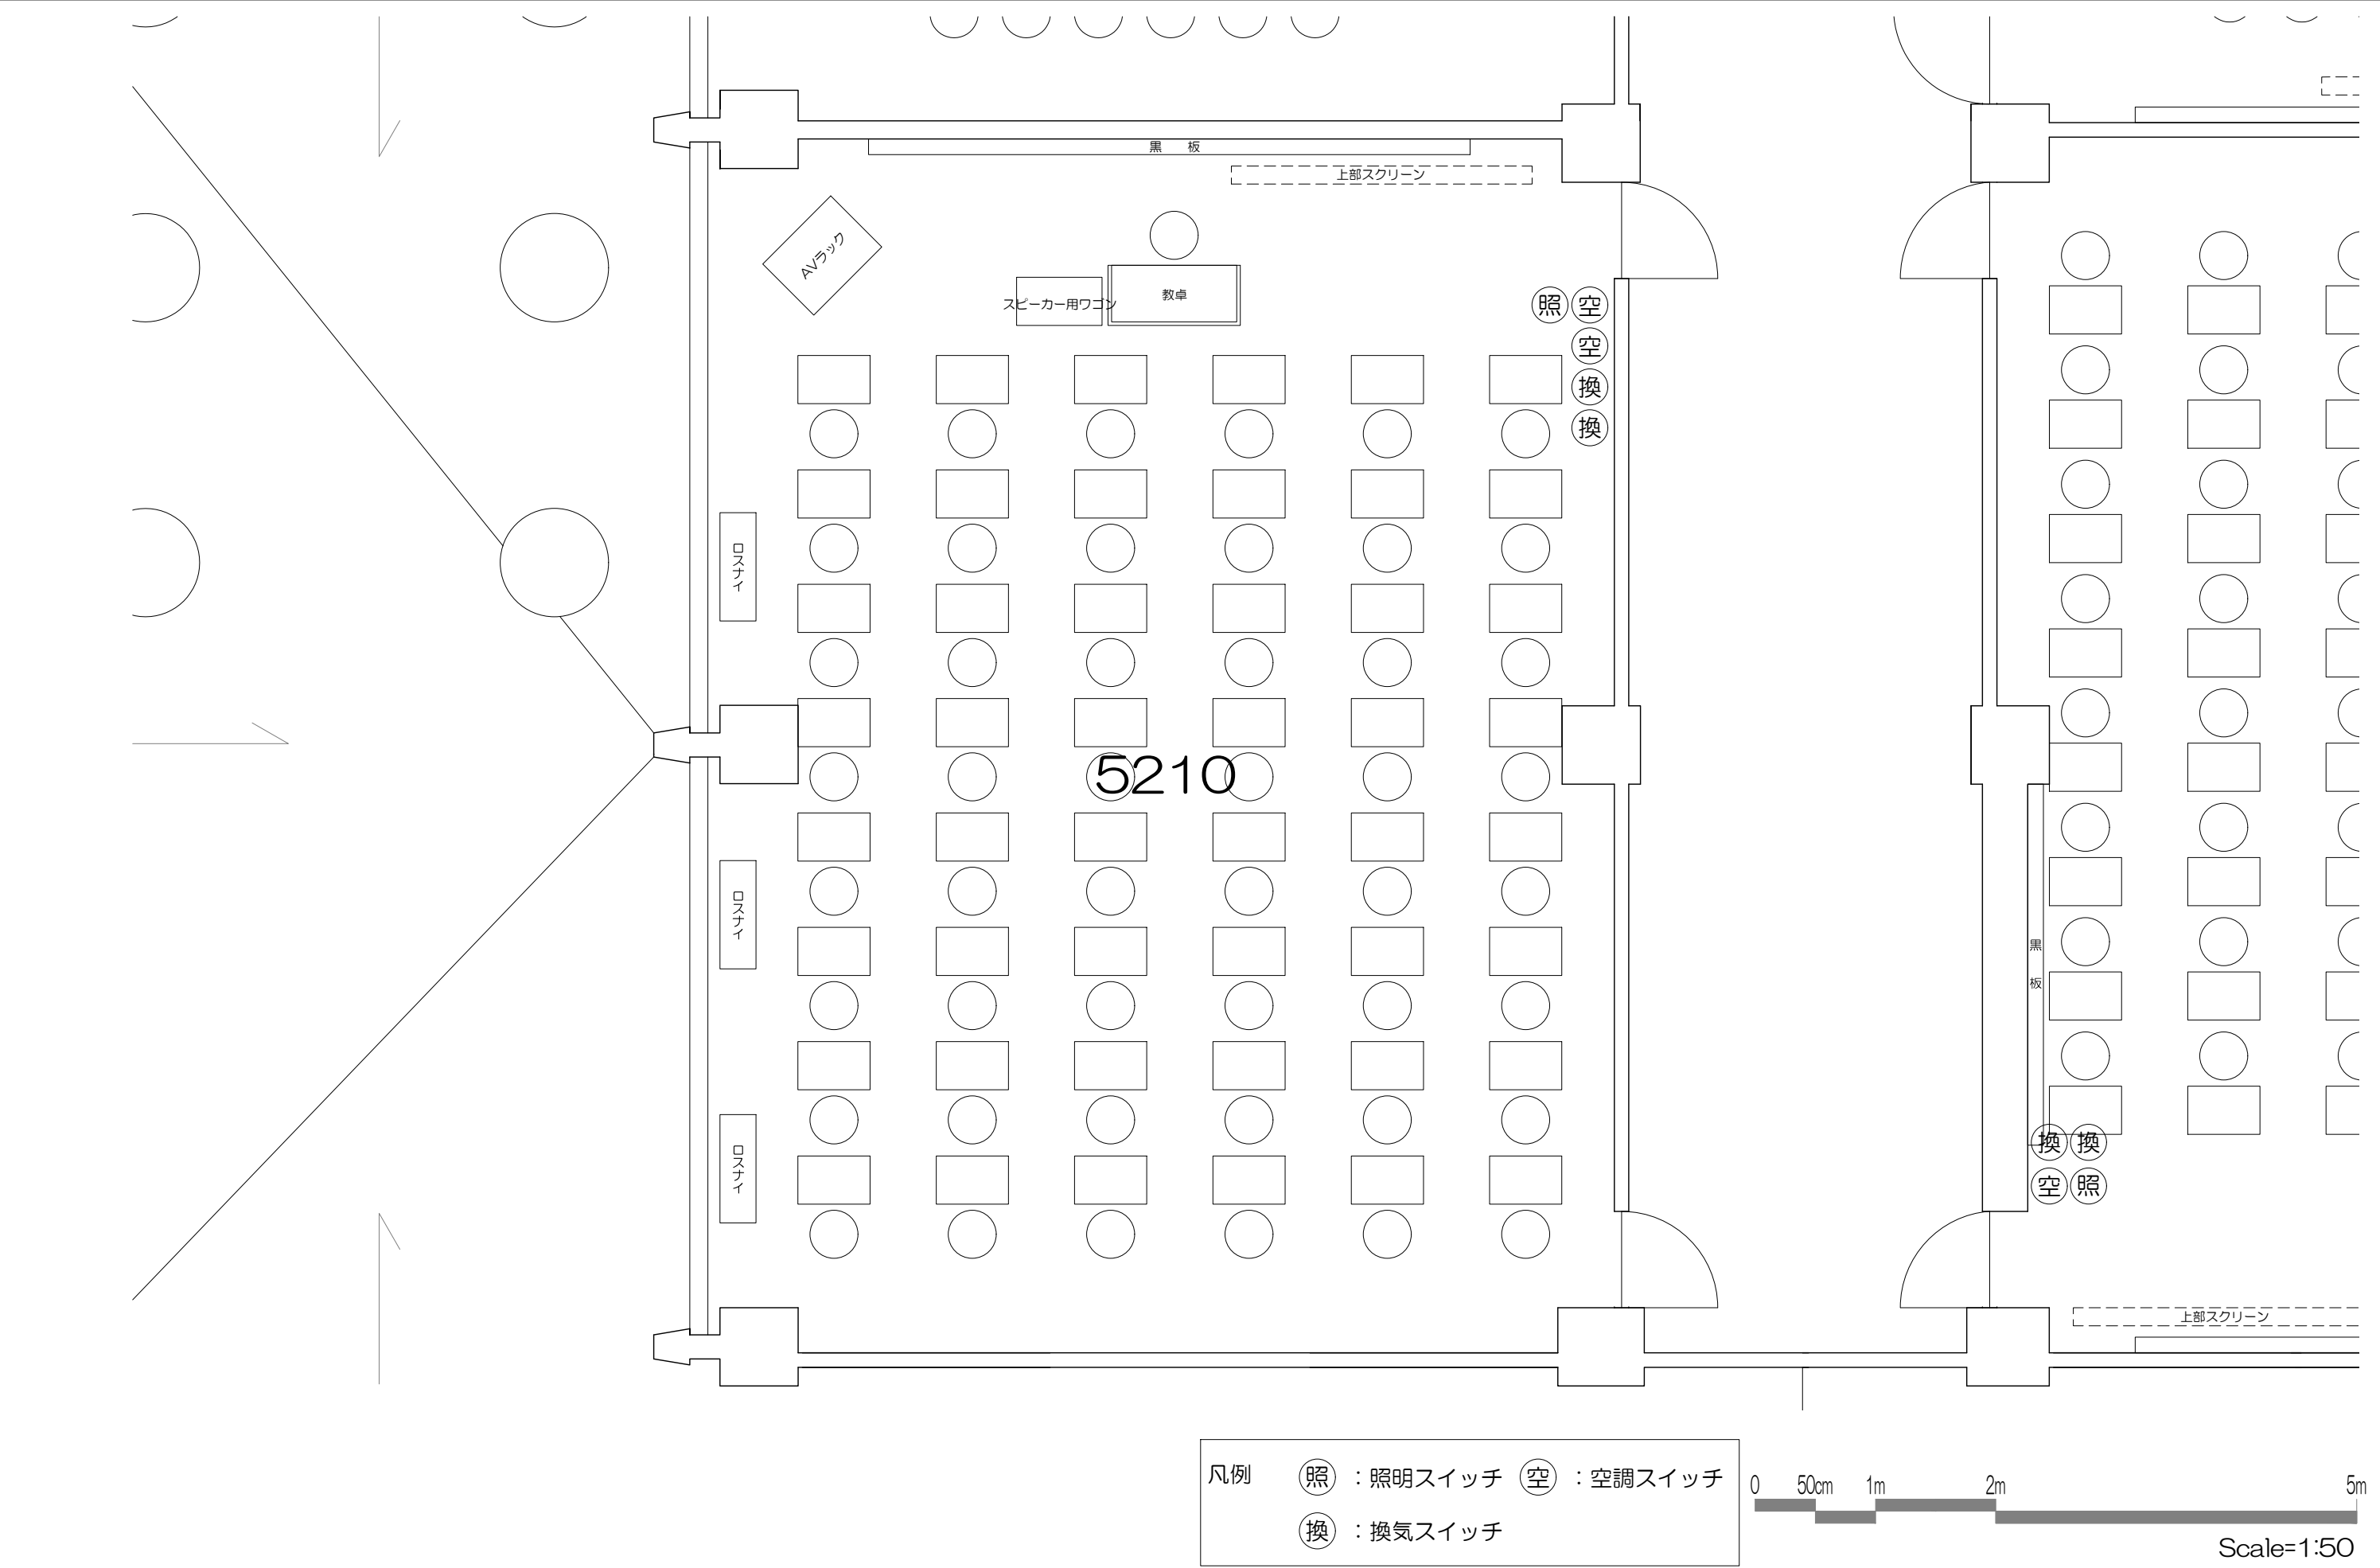 黒 板
上部スクリーン
AVラック
スピーカー用ワゴン
教卓
照 空
空
換
換
ロスナイ
5210
ロスナイ
黒 板
換 換
空 照
ロスナイ
上部スクリーン
凡例 照 ：照明スイッチ 空 ：空調スイッチ
換 ：換気スイッチ
0 50cm 1m 2m 5m
Scale=1:50